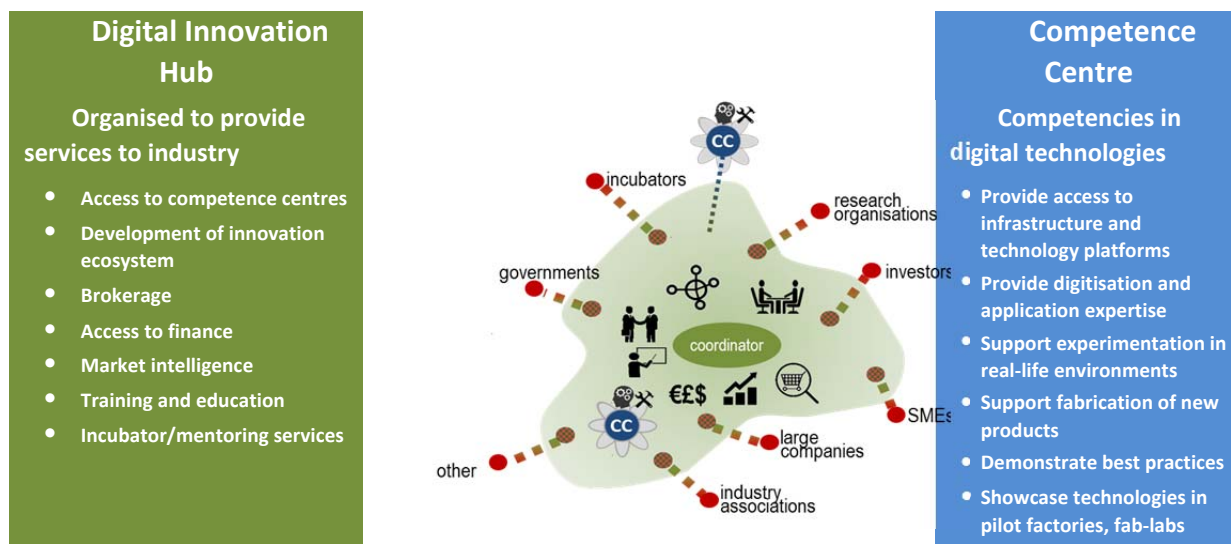 Digital Innovation
Hub
Organised to provide
services to industry
• Access to competence centres
• Development of innovation
ecosystem
• Brokerage
• Access to finance
• Market intelligence
• Training and education
• Incubator/mentoring services
CC
incubators
research
organisations
governments
investors
coordinator
€£$
CC
SMEs
large
companies
other
industry
associations
Competence
Centre
Competencies in
digital technologies
• Provide access to
infrastructure and
technology platforms
• Provide digitisation and
application expertise
• Support experimentation in
real-life environments
• Support fabrication of new
products
• Demonstrate best practices
• Showcase technologies in
pilot factories, fab-labs